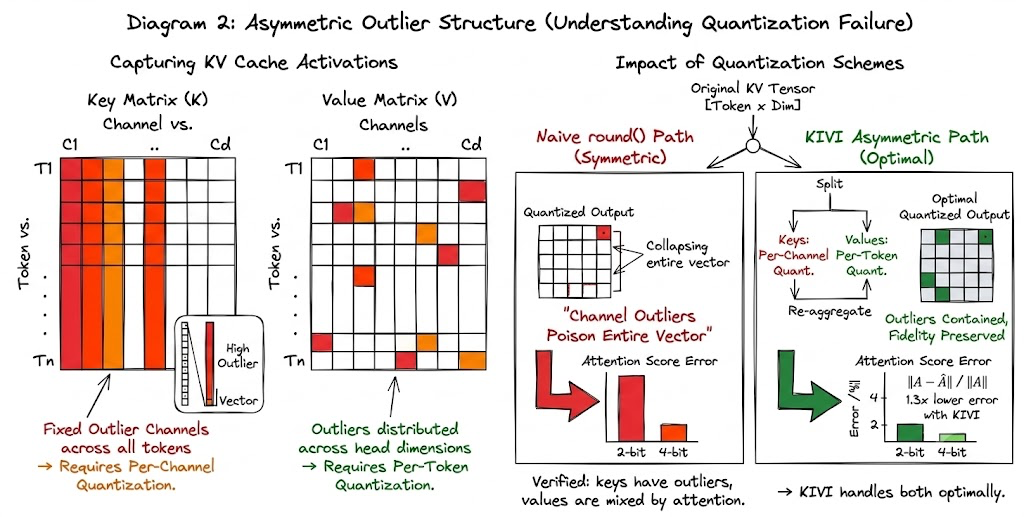 Diagram 2: Asymmetric Outlier Structure (Understanding Quantization Failure)
Capturing KV Cache Activations
Key Matrix (K)
Channel vs.
C1 .. Cd
Token vs.
T1
Tn
High
Outlier
Vector
Fixed Outlier Channels
across all tokens
→ Requires Per-Channel
Quantization.
Value Matrix (V)
Channels
C1 .. Cd
Token vs.
T1
Tn
Outliers distributed
across head dimensions
→ Requires Per-Token
Quantization.
Impact of Quantization Schemes
Original KV Tensor
[Token x Dim]
Naive round() Path
(Symmetric)
Quantized Output
Collapsing
entire vector
"Channel Outliers
Poison Entire Vector"
Attention Score Error
2-bit 4-bit
Verified: keys have outliers,
values are mixed by attention.
KIVI Asymmetric Path
(Optimal)
Split
Keys:
Per-Channel
Quant.
Values:
Per-Token
Quant.
Re-aggregate
Optimal
Quantized Output
Outliers Contained,
Fidelity Preserved
Attention Score Error
Error /%|
4
2
‖A − Â‖ / ‖A‖
1.3x lower error
with KIVI
2-bit 4-bit
→ KIVI handles both optimally.